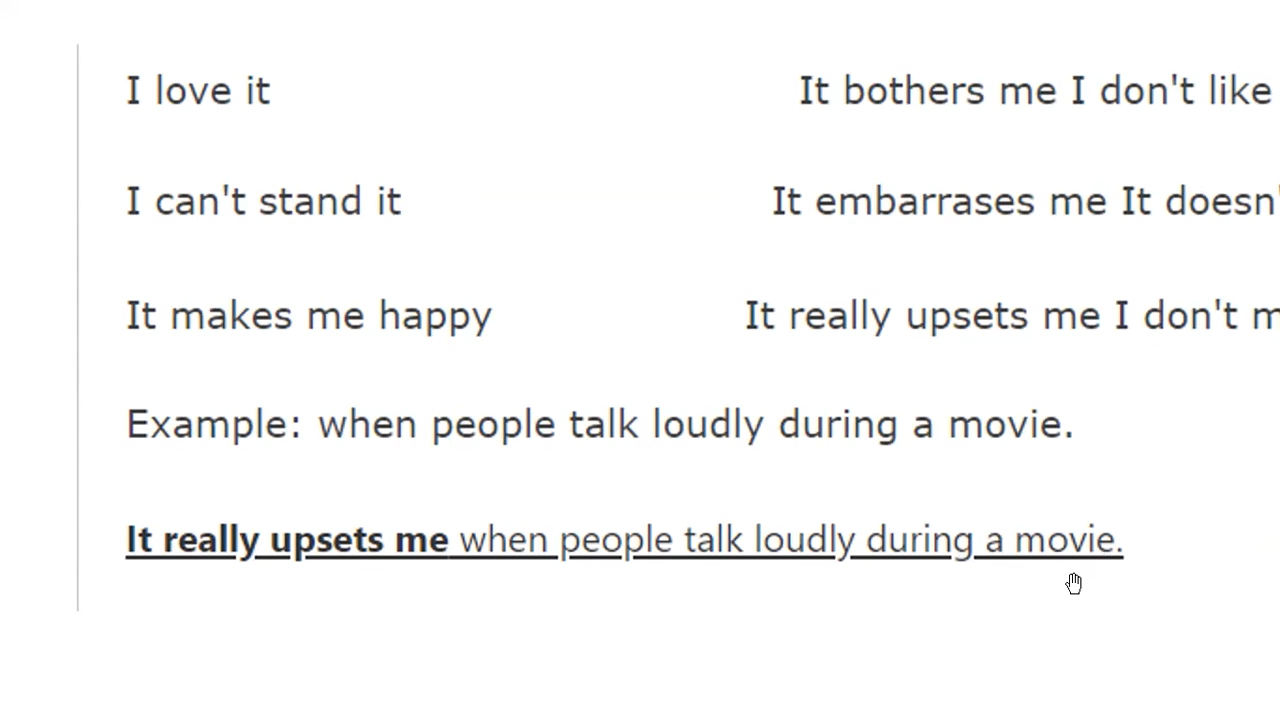 I love it It bothers me I don't like
I can't stand it It embarrases me It doesn'
It makes me happy It really upsets me I don't m
Example: when people talk loudly during a movie.
It really upsets me when people talk loudly during a movie.